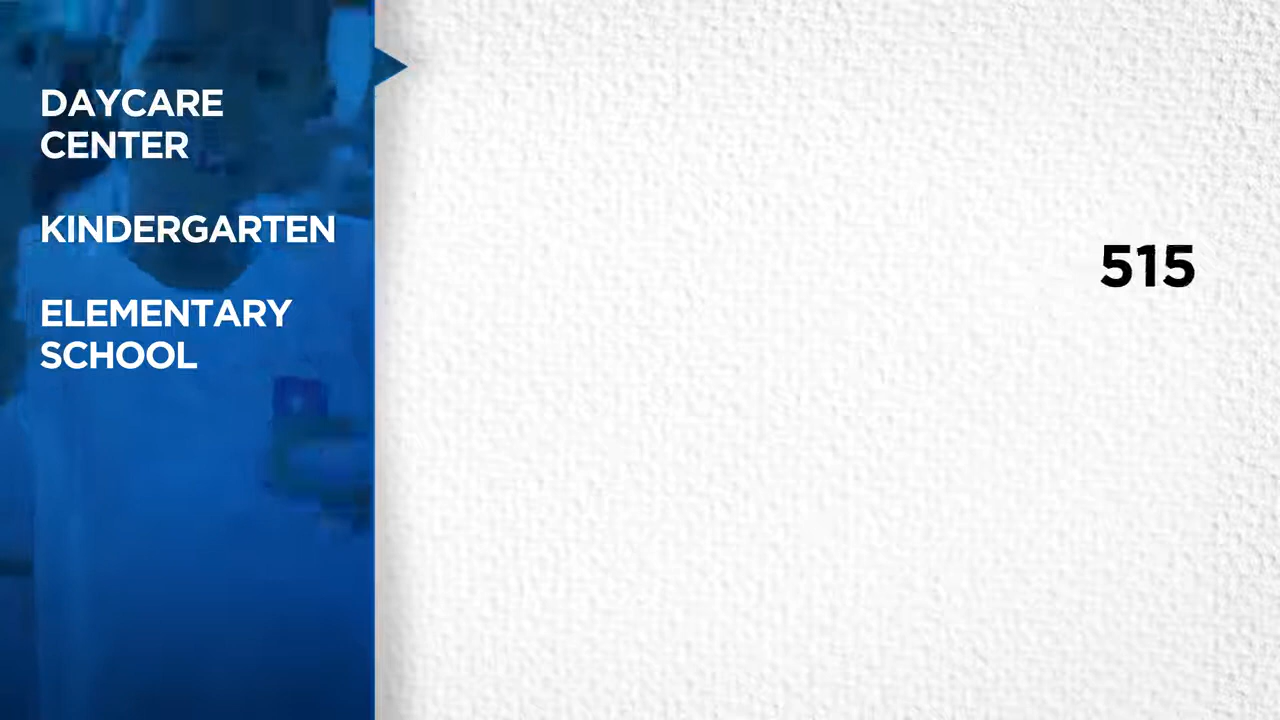 DAYCARE
CENTER
KINDERGARTEN
ELEMENTARY
SCHOOL
515